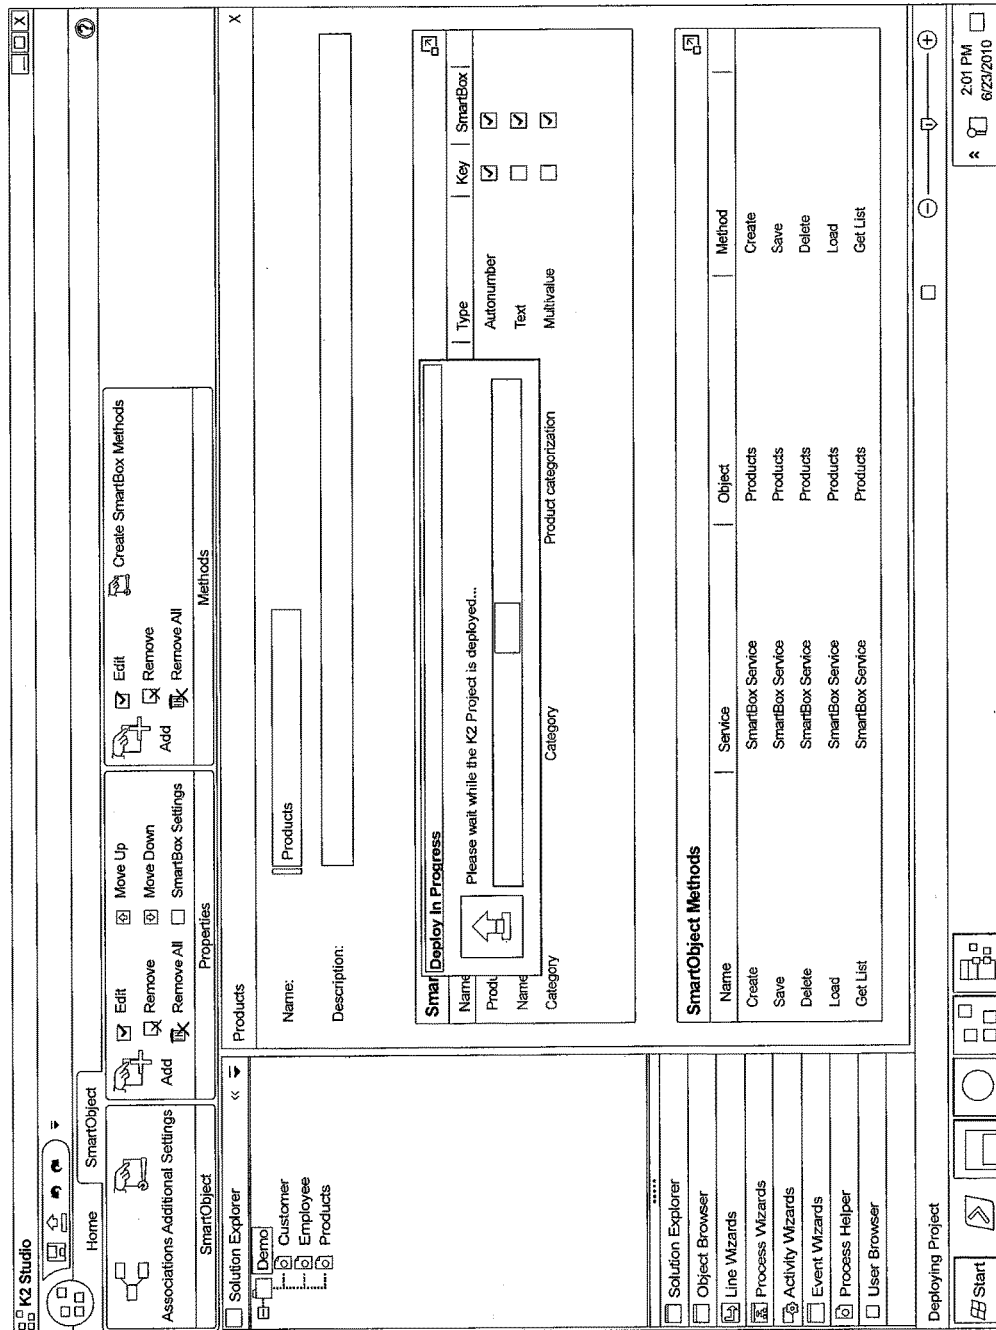 K2 Studio
Home
SmartObject
Associations Additional Settings
SmartObject
Add
Edit
Remove
Remove All
Move Up
Move Down
SmartBox Settings
Properties
Add
Edit
Remove
Remove All
Create SmartBox Methods
Methods
Solution Explorer
Demo
Customer
Employee
Products
Solution Explorer
Object Browser
Line Wizards
Process Wizards
Activity Wizards
Event Wizards
Process Helper
User Browser
Products
Name:
Products
Description:
Smar
Deploy In Progress
Please wait while the K2 Project is deployed...
Name Type Key SmartBox
Produ Autonumber
Name Text
Category Category Product categorization Multivalue
SmartObject Methods
Name Service Object Method
Create SmartBox Service Products Create
Save SmartBox Service Products Save
Delete SmartBox Service Products Delete
Load SmartBox Service Products Load
Get List SmartBox Service Products Get List
Deploying Project
Start
2:01 PM
6/23/2010